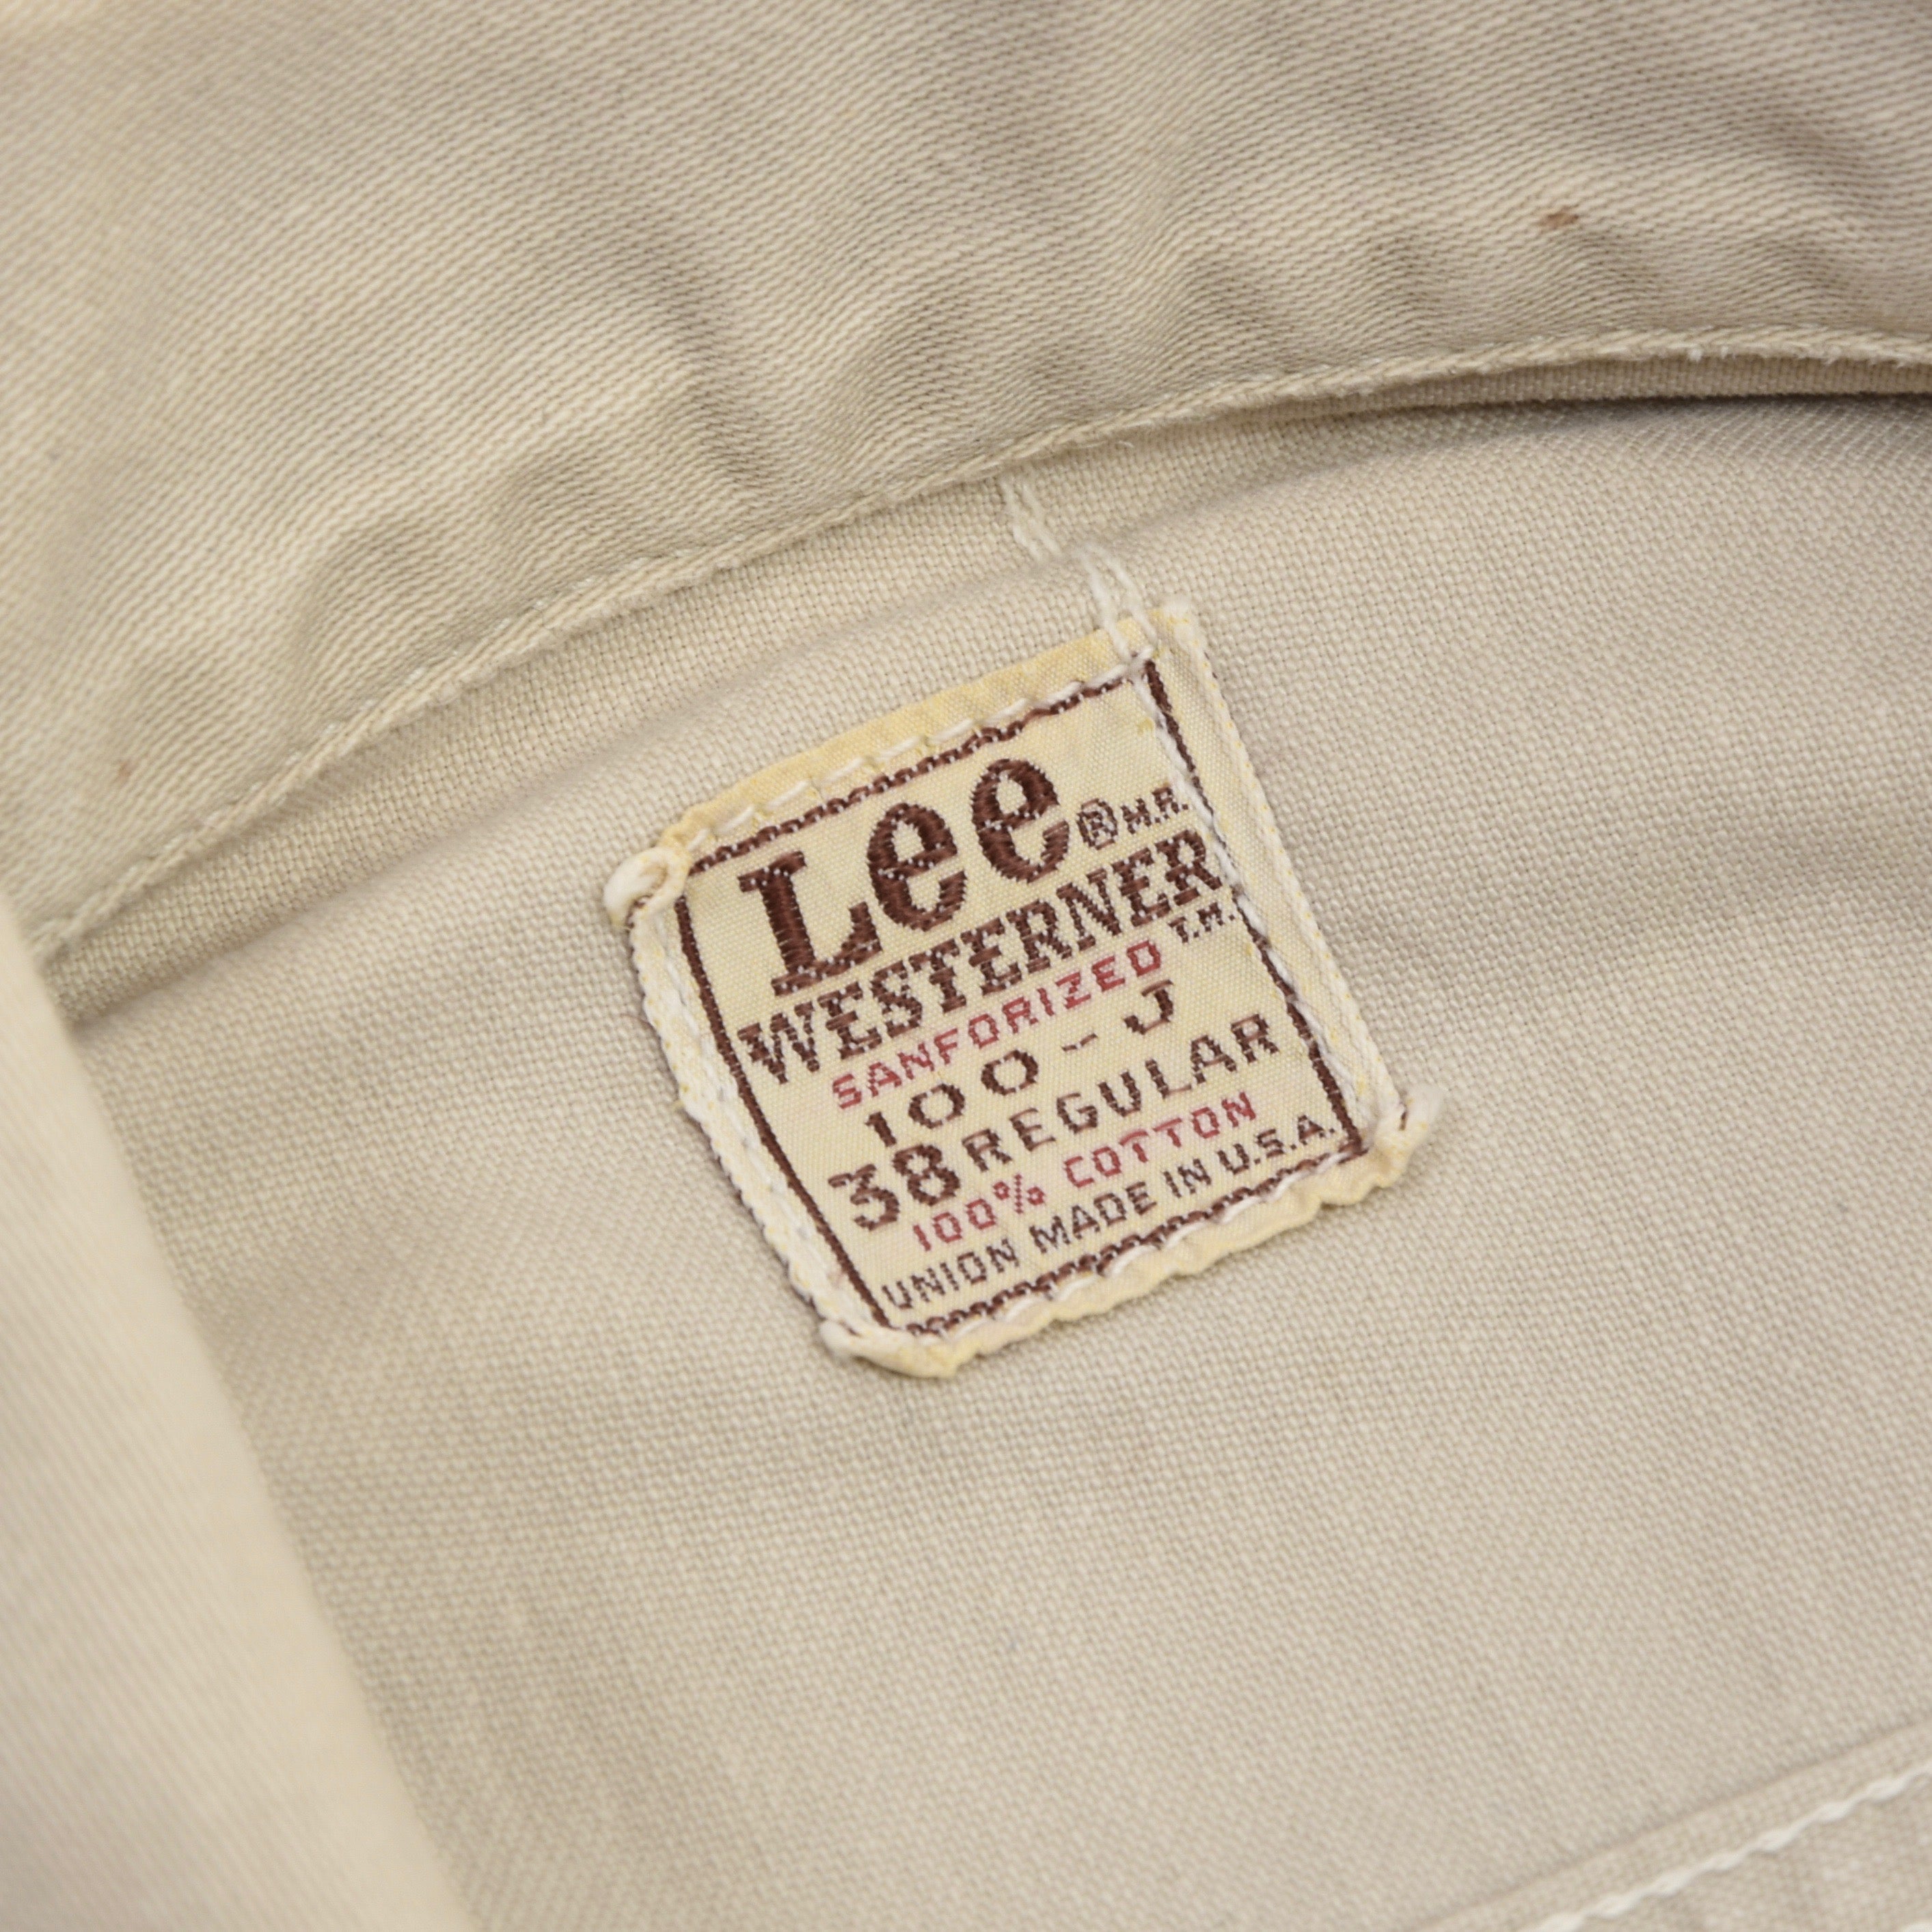 Lee ® M.R.
WESTERNER T.M.
SANFORIZED
100-J
38 REGULAR
100% COTTON
UNION MADE IN U.S.A.